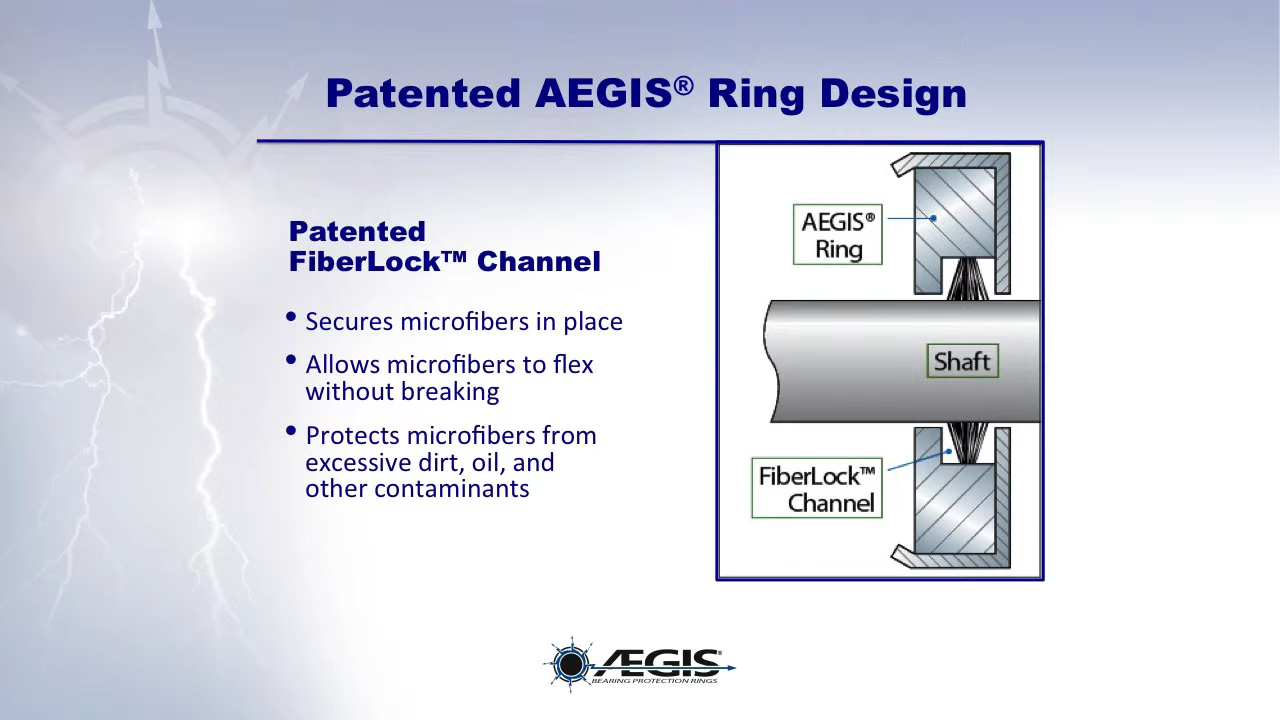 Patented AEGIS® Ring Design
Patented
FiberLock™ Channel
• Secures microfibers in place
• Allows microfibers to flex
without breaking
• Protects microfibers from
excessive dirt, oil, and
other contaminants
AEGIS®
Ring
Shaft
FiberLock™
Channel
ÆGIS®
BEARING PROTECTION RINGS